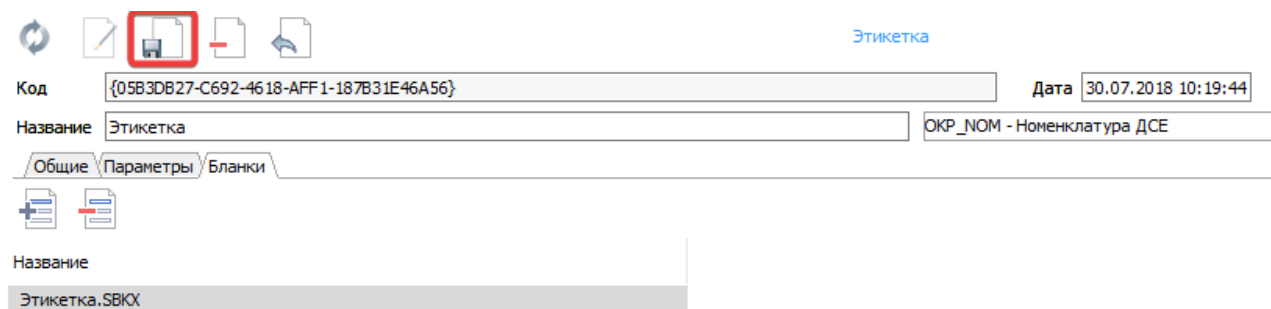 Этикетка
Код {05B3DB27-C692-4618-AFF1-187B31E46A56} Дата 30.07.2018 10:19:44
Название Этикетка OKP_NOM - Номенклатура ДСЕ
Общие Параметры Бланки
Название
Этикетка.SBKX